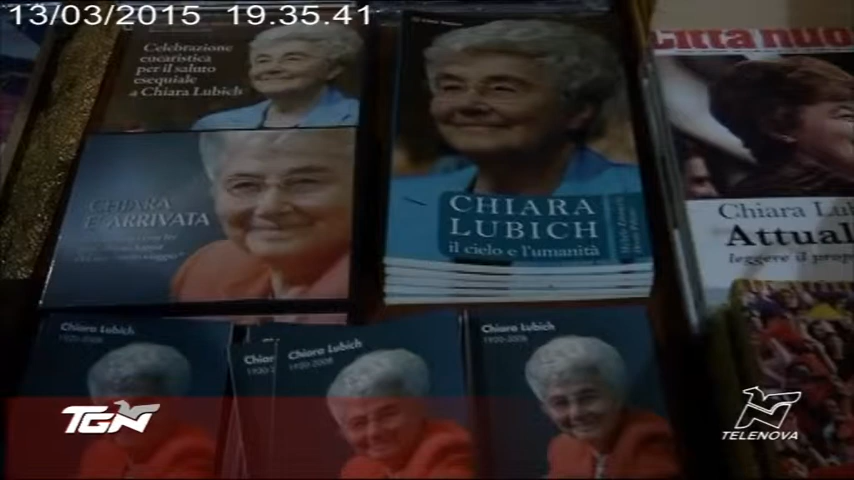 13/03/2015 19.35.41
Celebrazione
eucaristica
per il saluto
esequiale
a Chiara Lubich
CHIARA
E' ARRIVATA
CHIARA
LUBICH
il cielo e l'umanità
città nuo
Chiara Lu
Attual
leggere il prop
Chiara Lubich
1920-2008
Chiara Lubich
1920-2008
Chiara Lubich
1920-2008
TGN
TELENOVA